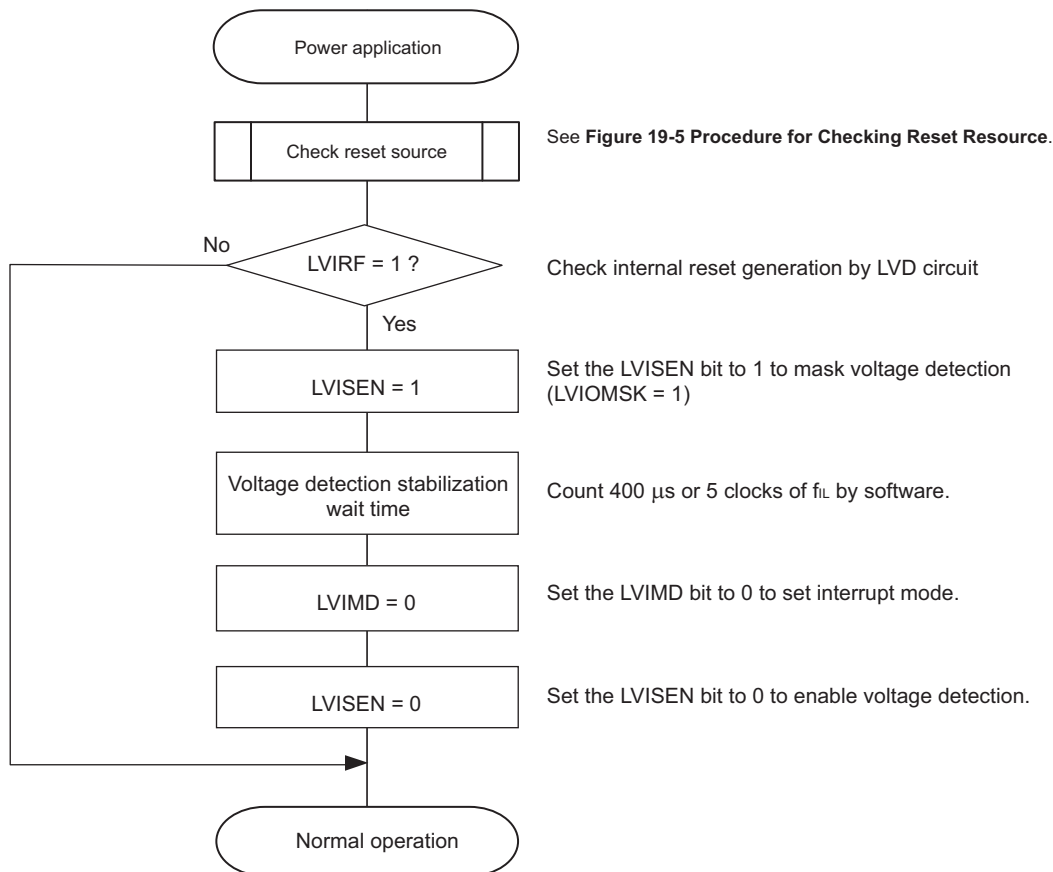 Power application
Check reset source
See Figure 19-5 Procedure for Checking Reset Resource.
No
LVIRF = 1 ?
Check internal reset generation by LVD circuit
Yes
LVISEN = 1
Set the LVISEN bit to 1 to mask voltage detection
(LVIOMSK = 1)
Voltage detection stabilization
wait time
Count 400 μs or 5 clocks of fIL by software.
LVIMD = 0
Set the LVIMD bit to 0 to set interrupt mode.
LVISEN = 0
Set the LVISEN bit to 0 to enable voltage detection.
Normal operation